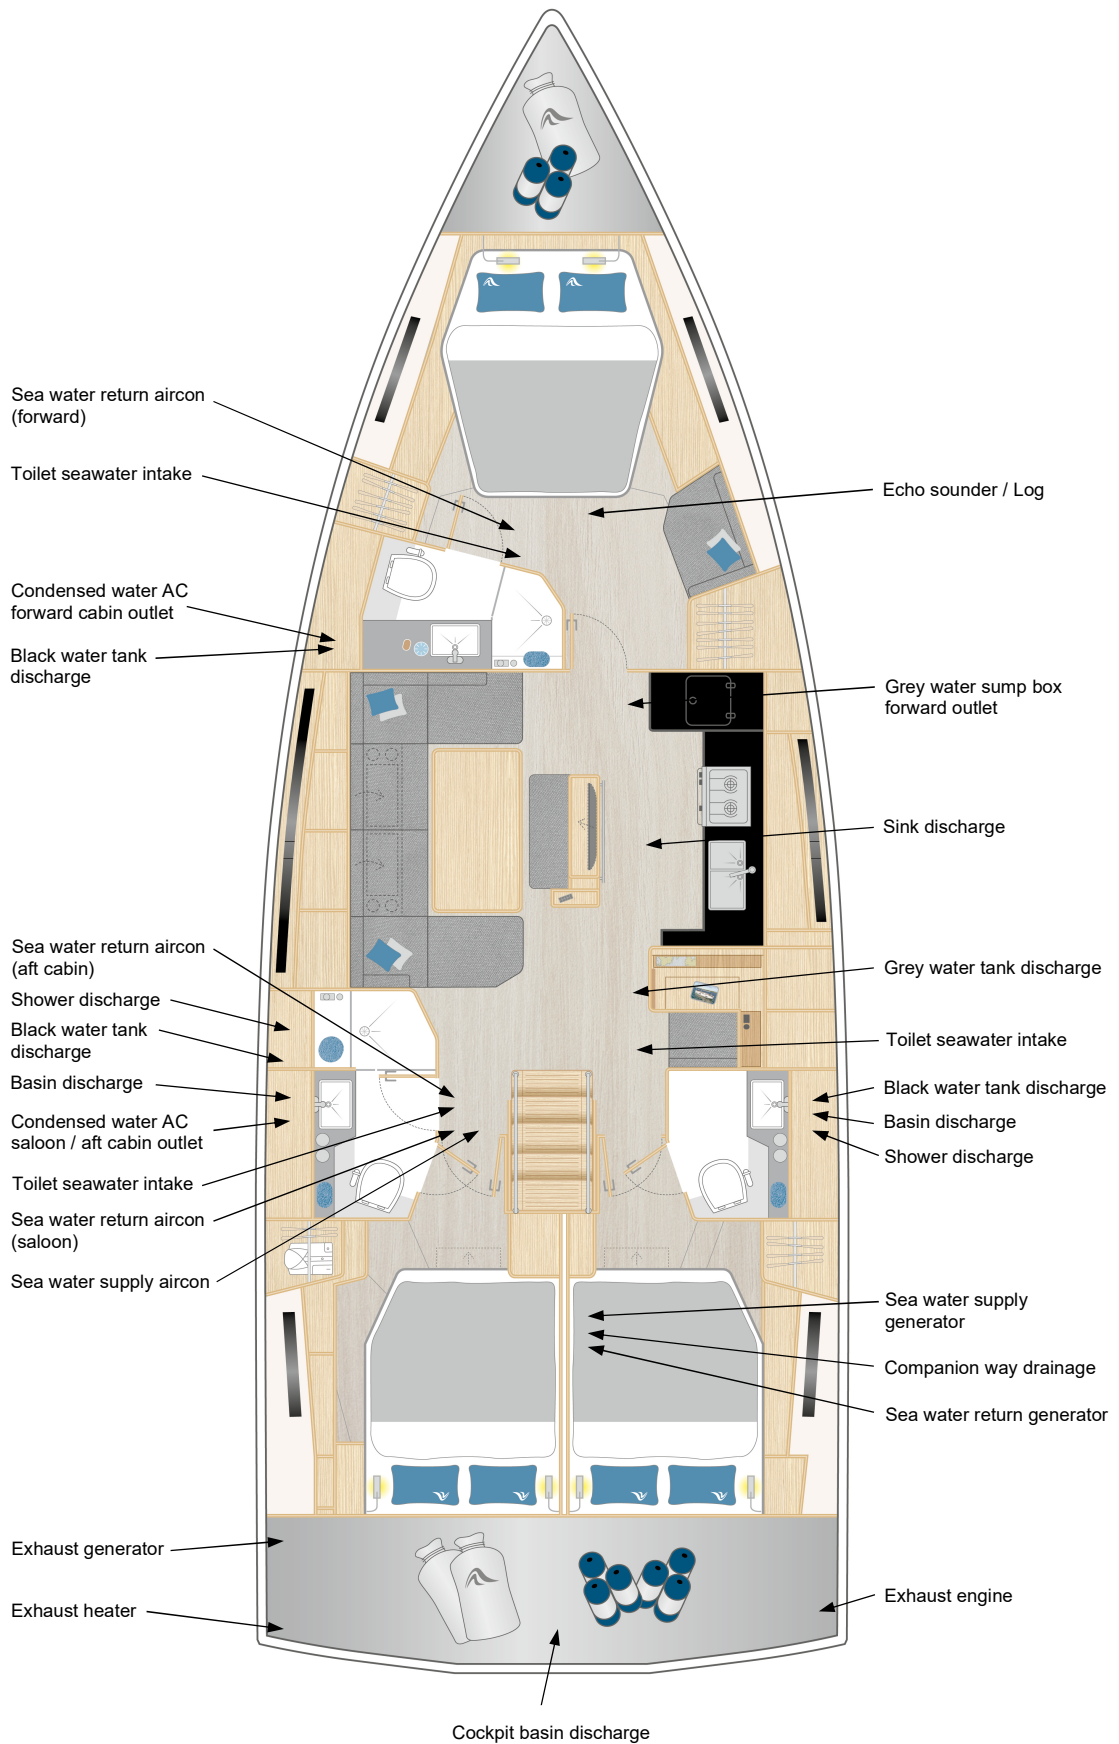 Sea water return aircon
(forward)
Toilet seawater intake
Echo sounder / Log
Condensed water AC
forward cabin outlet
Black water tank
discharge
Grey water sump box
forward outlet
Sink discharge
Sea water return aircon
(aft cabin)
Grey water tank discharge
Shower discharge
Black water tank
discharge
Toilet seawater intake
Basin discharge
Black water tank discharge
Condensed water AC
saloon / aft cabin outlet
Basin discharge
Shower discharge
Toilet seawater intake
Sea water return aircon
(saloon)
Sea water supply aircon
Sea water supply
generator
Companion way drainage
Sea water return generator
Exhaust generator
Exhaust engine
Exhaust heater
Cockpit basin discharge